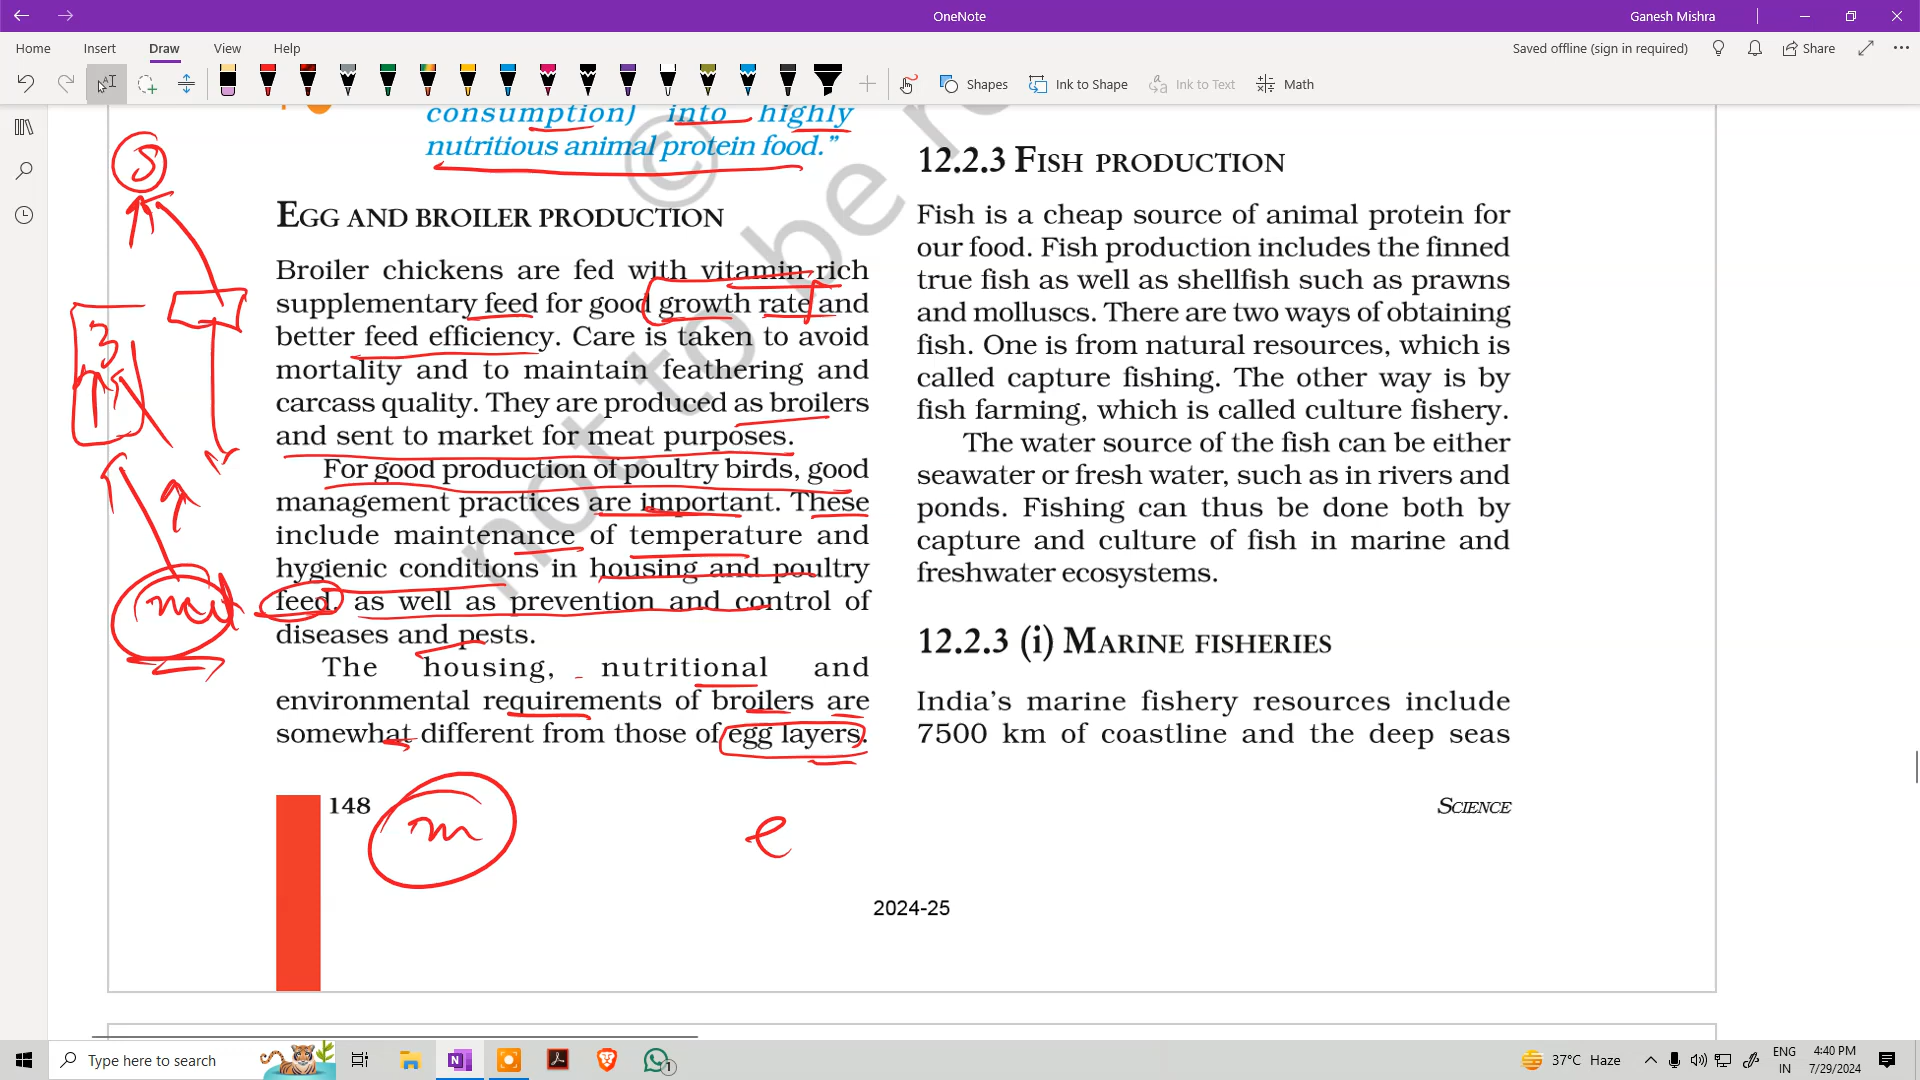 OneNote
Ganesh Mishra
Home Insert Draw View Help
Saved offline (sign in required)
Share
Shapes
Ink to Shape
Ink to Text
Math
consumption) into highly
nutritious animal protein food.”
EGG AND BROILER PRODUCTION
Broiler chickens are fed with vitamin rich
supplementary feed for good growth rate and
better feed efficiency. Care is taken to avoid
mortality and to maintain feathering and
carcass quality. They are produced as broilers
and sent to market for meat purposes.
For good production of poultry birds, good
management practices are important. These
include maintenance of temperature and
hygienic conditions in housing and poultry
feed, as well as prevention and control of
diseases and pests.
The housing, nutritional and
environmental requirements of broilers are
somewhat different from those of egg layers.
148
m
e
12.2.3 FISH PRODUCTION
Fish is a cheap source of animal protein for
our food. Fish production includes the finned
true fish as well as shellfish such as prawns
and molluscs. There are two ways of obtaining
fish. One is from natural resources, which is
called capture fishing. The other way is by
fish farming, which is called culture fishery.
The water source of the fish can be either
seawater or fresh water, such as in rivers and
ponds. Fishing can thus be done both by
capture and culture of fish in marine and
freshwater ecosystems.
12.2.3 (i) MARINE FISHERIES
India’s marine fishery resources include
7500 km of coastline and the deep seas
SCIENCE
2024-25
©
not to be re
S
3
Type here to search
1
37°C Haze
ENG
IN
4:40 PM
7/29/2024